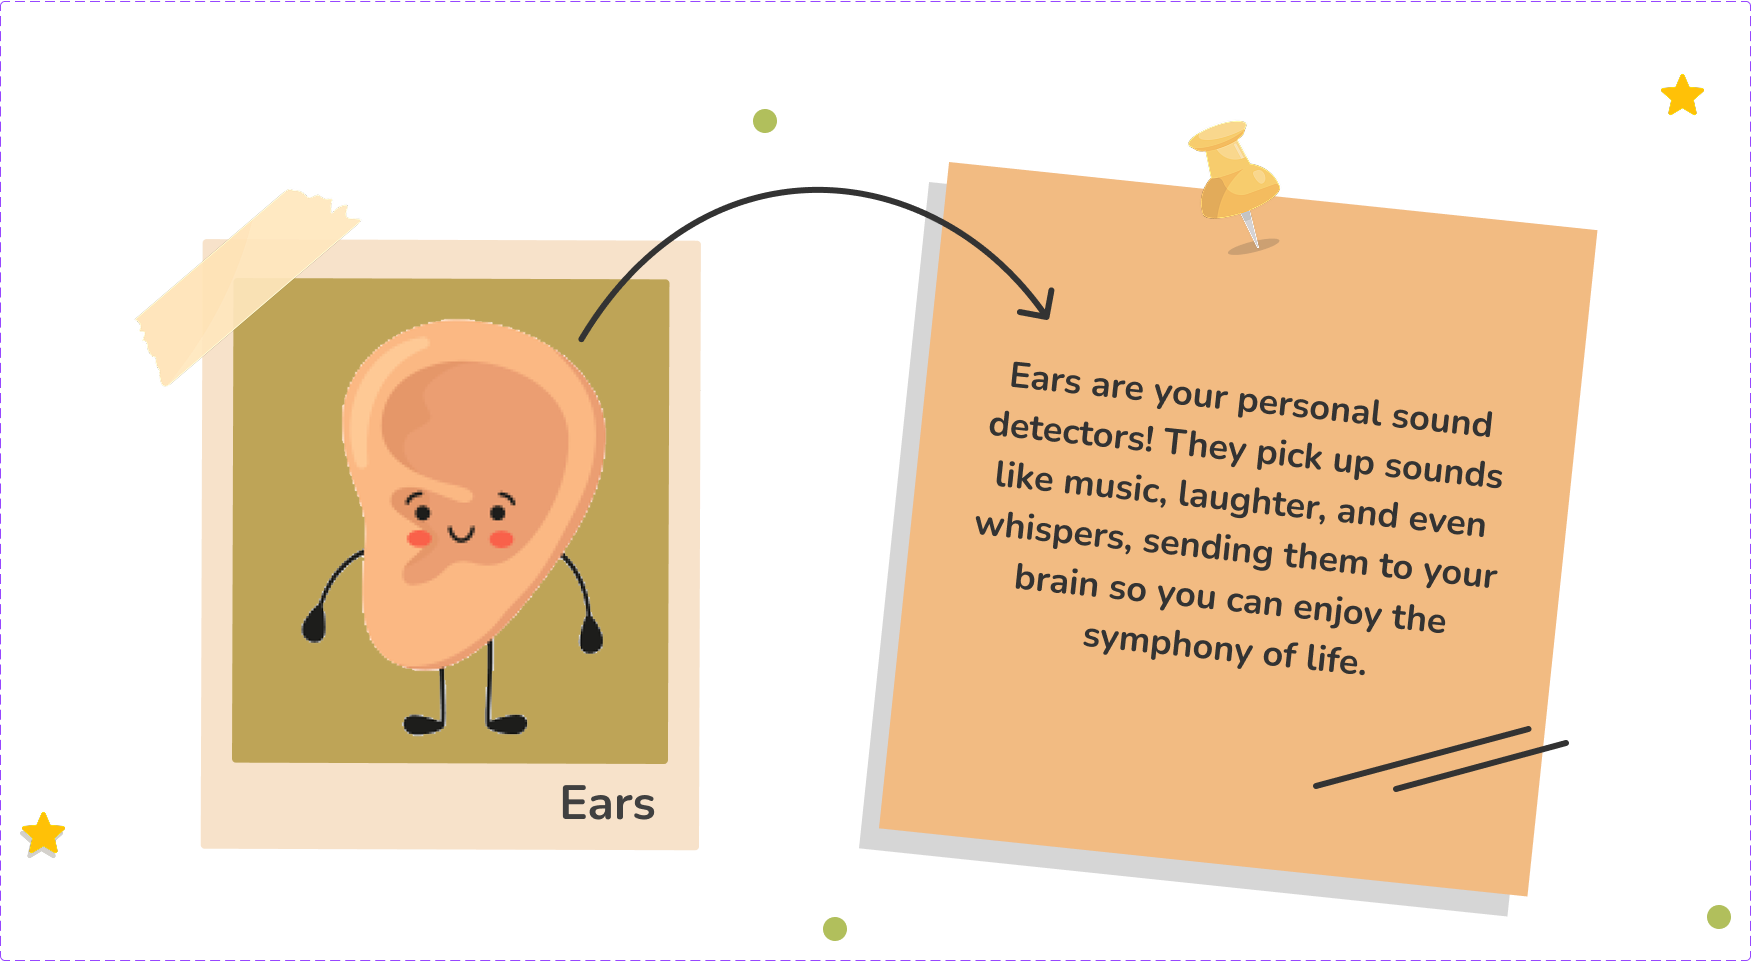 Ears
Ears are your personal sound
detectors! They pick up sounds
like music, laughter, and even
whispers, sending them to your
brain so you can enjoy the
symphony of life.